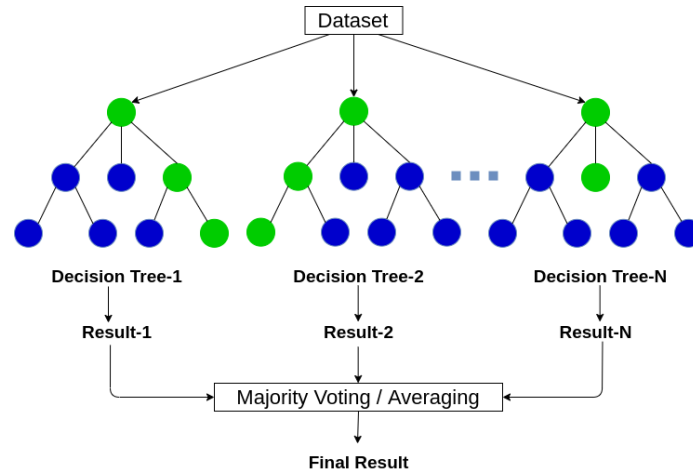 Dataset
Decision Tree-1
Decision Tree-2
Decision Tree-N
Result-1
Result-2
Result-N
Majority Voting / Averaging
Final Result